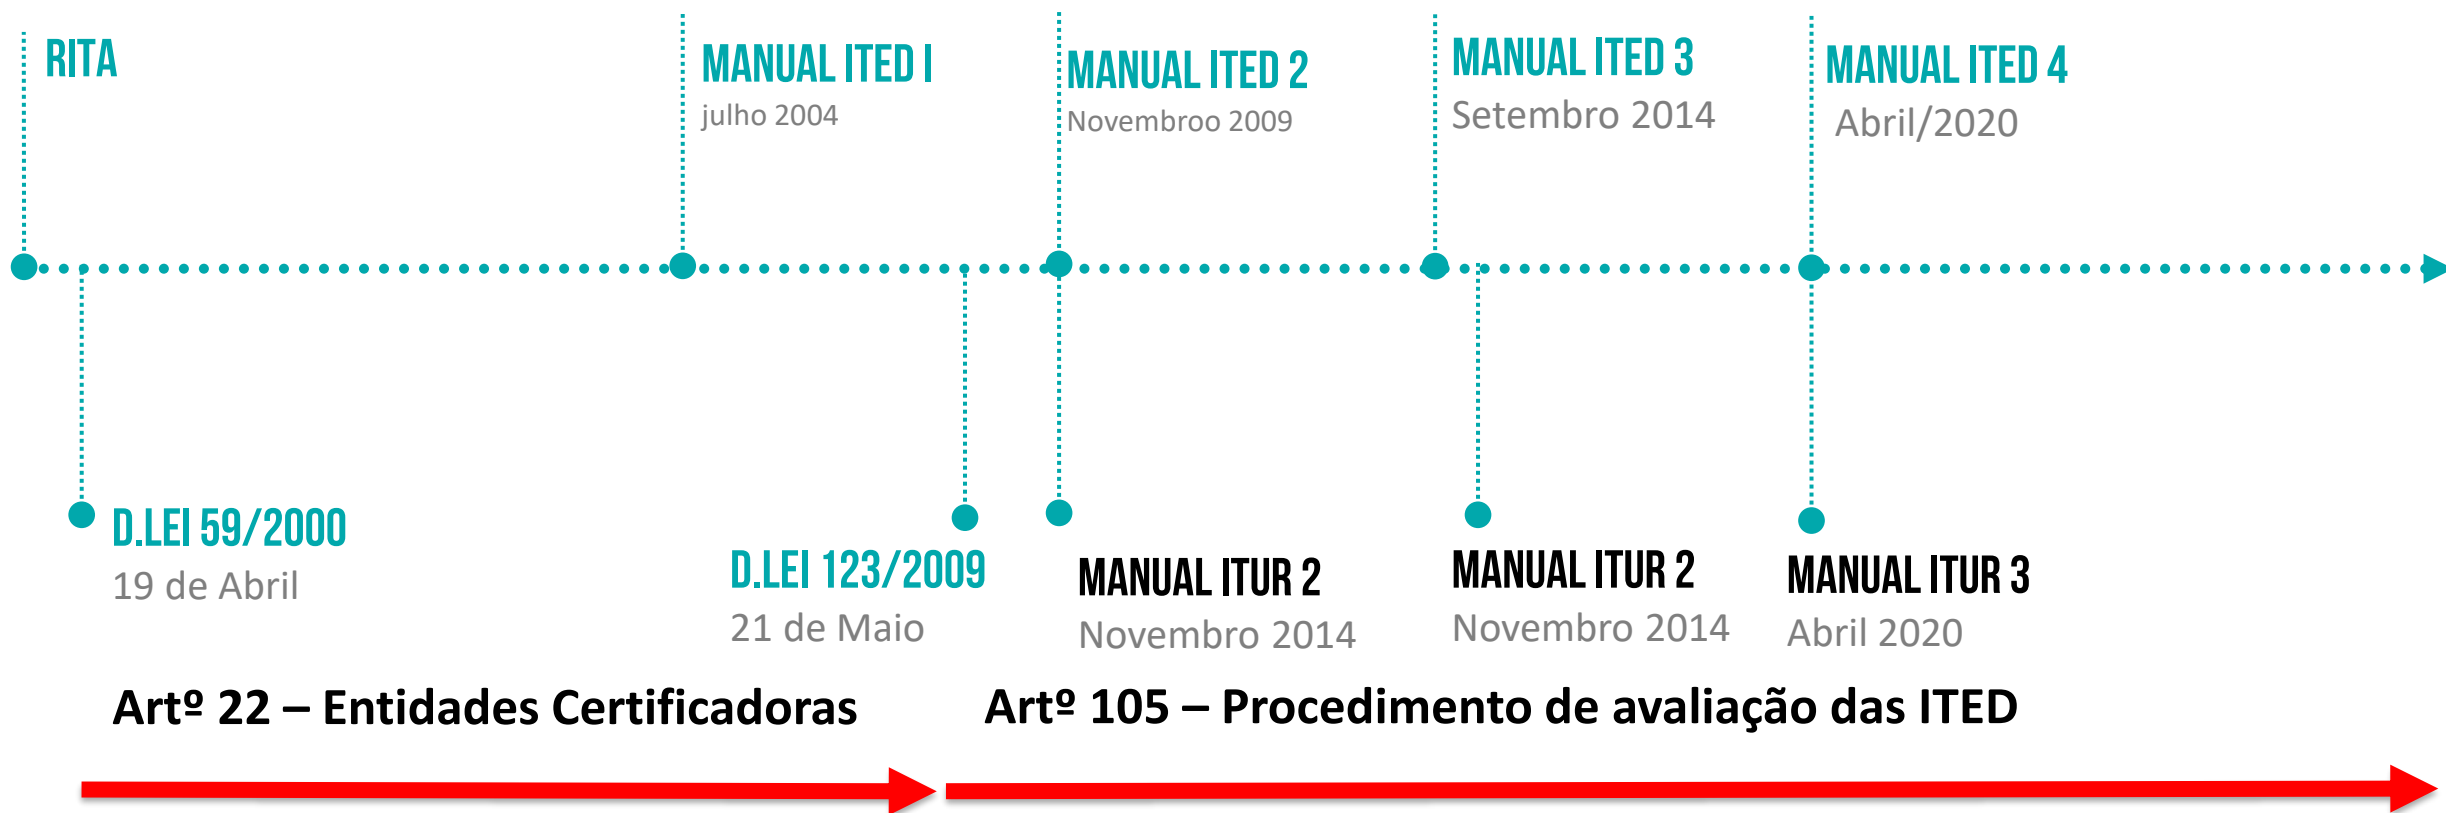 RITA
MANUAL ITED I
julho 2004
MANUAL ITED 2
Novembroo 2009
MANUAL ITED 3
Setembro 2014
MANUAL ITED 4
Abril/2020
D.LEI 59/2000
19 de Abril
D.LEI 123/2009
21 de Maio
MANUAL ITUR 2
Novembro 2014
MANUAL ITUR 2
Novembro 2014
MANUAL ITUR 3
Abril 2020
Artº 22 – Entidades Certificadoras
Artº 105 – Procedimento de avaliação das ITED